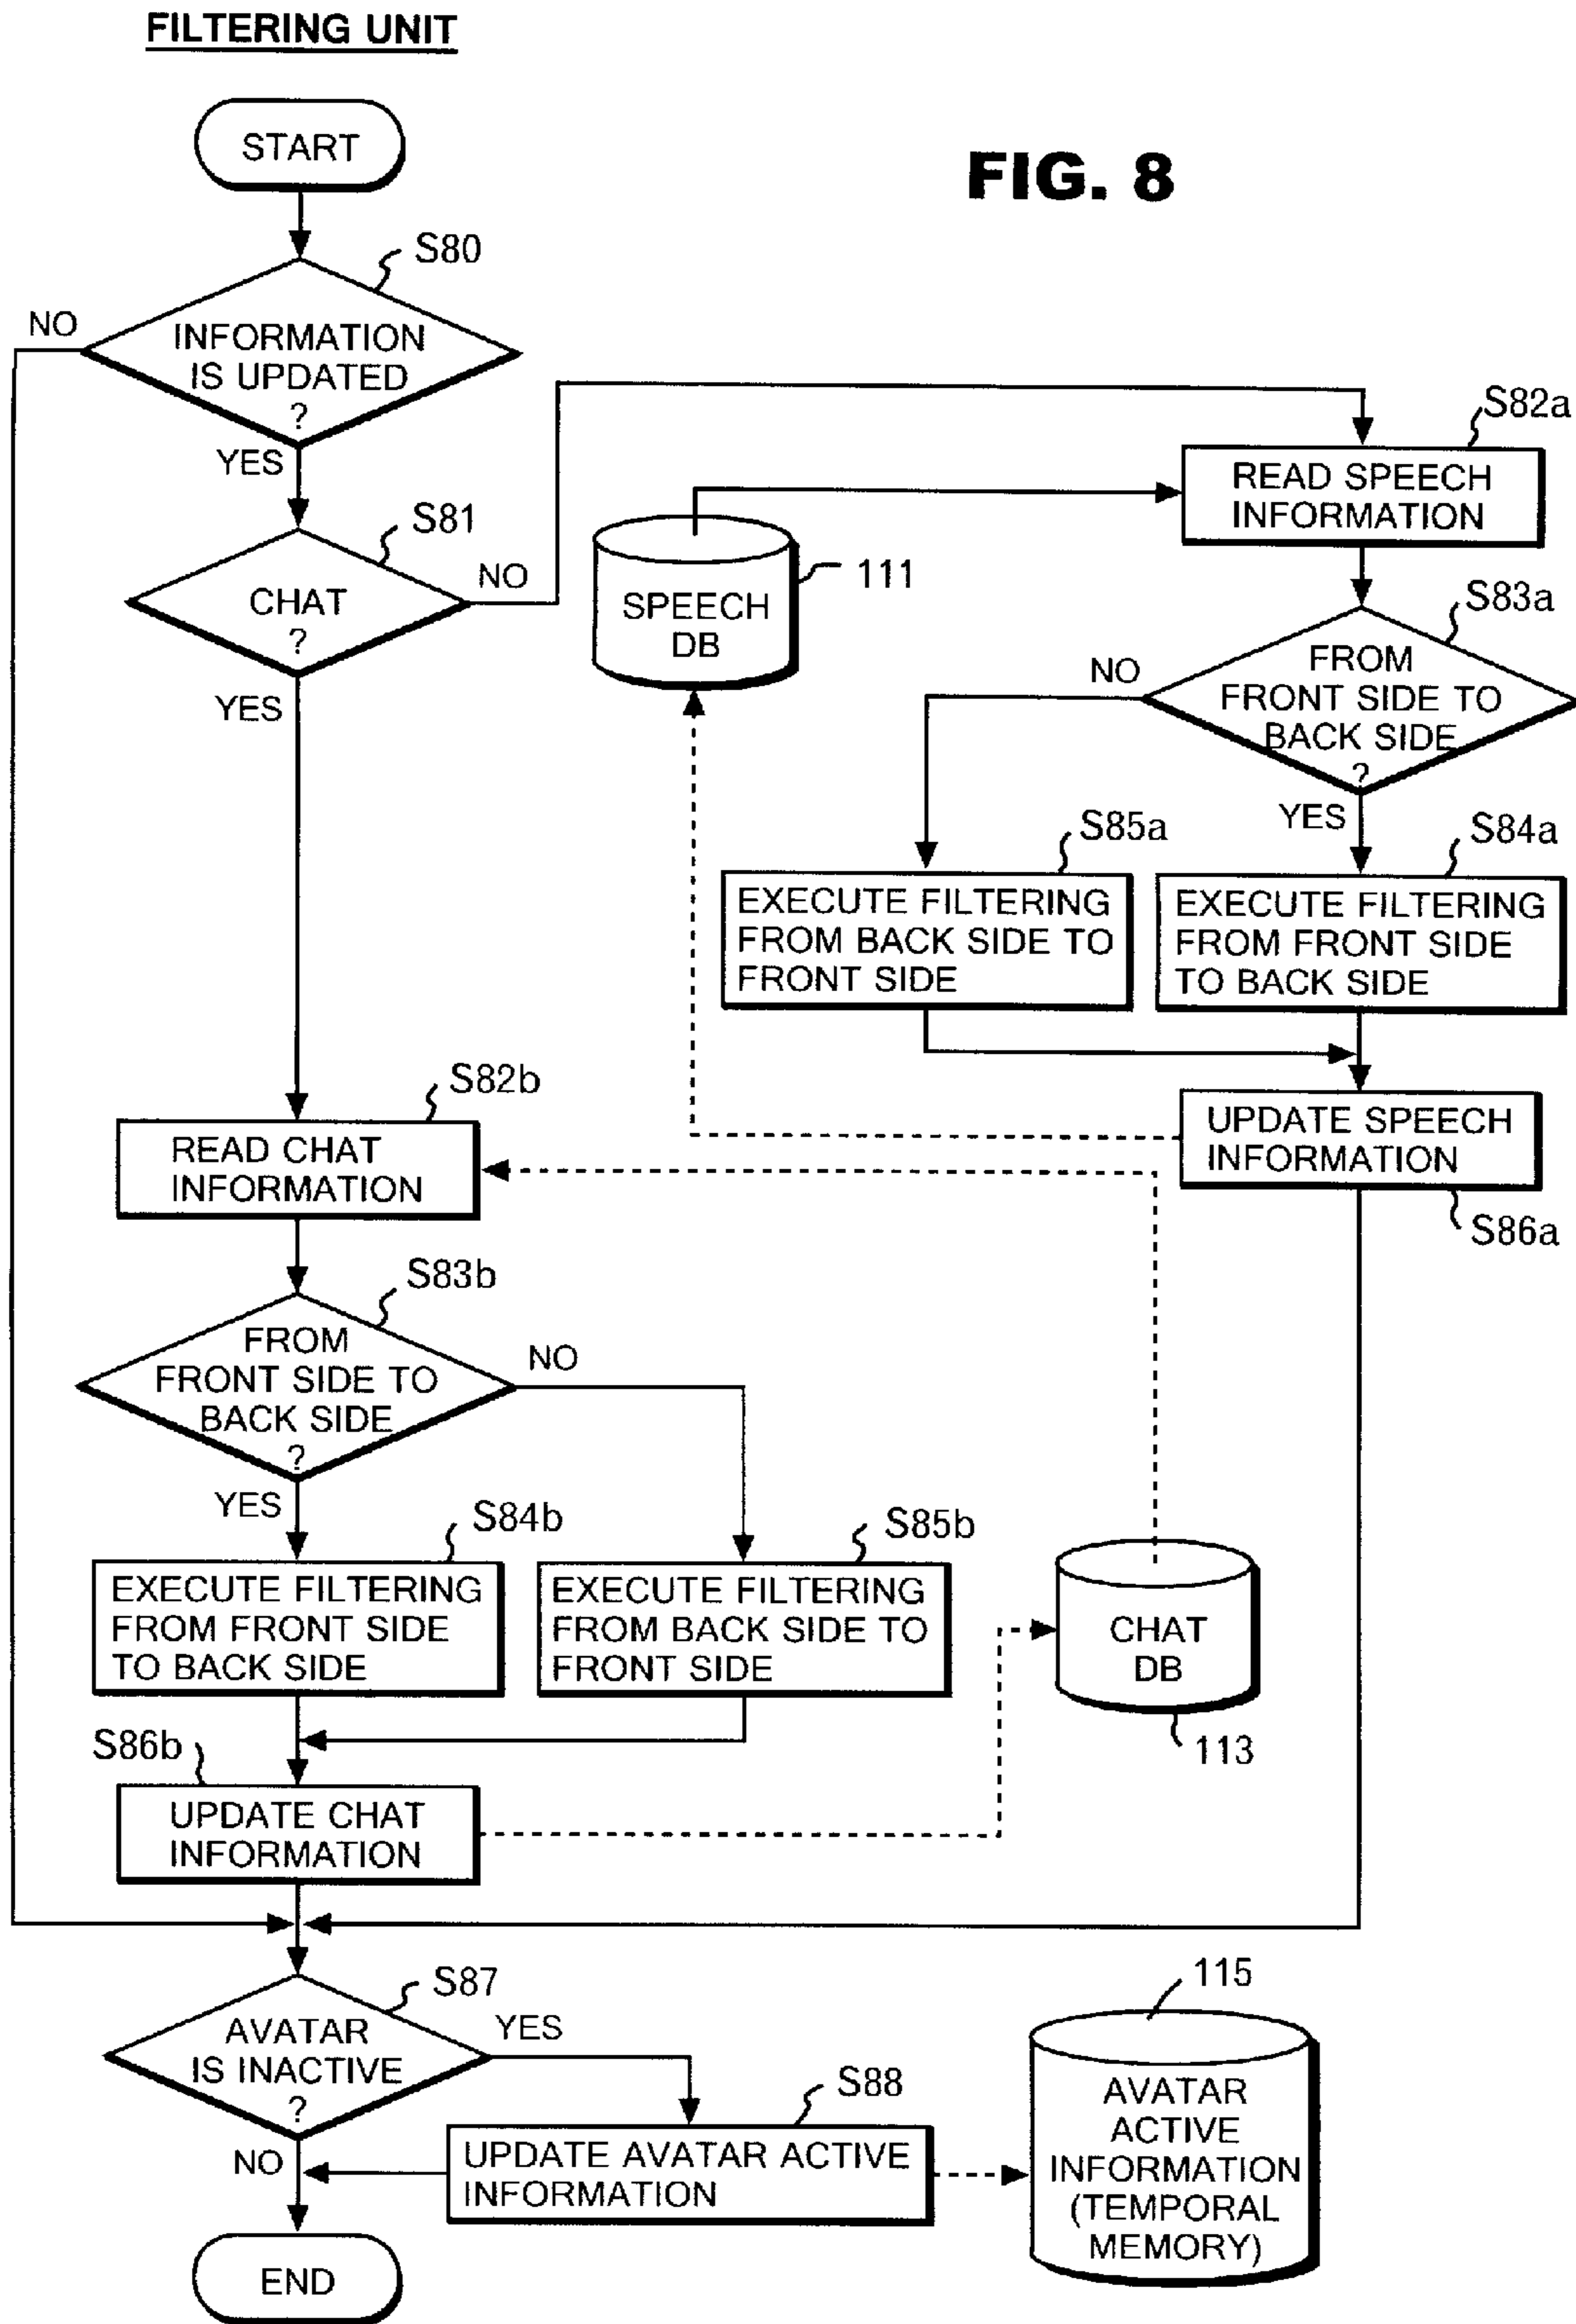 FILTERING UNIT
START
FIG. 8
S80
NO
INFORMATION
IS UPDATED
?
YES
S81
CHAT
?
NO
YES
SPEECH
DB
111
S82a
READ SPEECH
INFORMATION
S83a
FROM
FRONT SIDE TO
BACK SIDE
?
NO
YES
S85a
EXECUTE FILTERING
FROM BACK SIDE TO
FRONT SIDE
S84a
EXECUTE FILTERING
FROM FRONT SIDE
TO BACK SIDE
UPDATE SPEECH
INFORMATION
S86a
S82b
READ CHAT
INFORMATION
S83b
FROM
FRONT SIDE TO
BACK SIDE
?
NO
YES
S84b
EXECUTE FILTERING
FROM FRONT SIDE
TO BACK SIDE
S85b
EXECUTE FILTERING
FROM BACK SIDE TO
FRONT SIDE
CHAT
DB
113
S86b
UPDATE CHAT
INFORMATION
S87
AVATAR
IS INACTIVE
?
YES
NO
S88
UPDATE AVATAR ACTIVE
INFORMATION
115
AVATAR
ACTIVE
INFORMATION
(TEMPORAL
MEMORY)
END